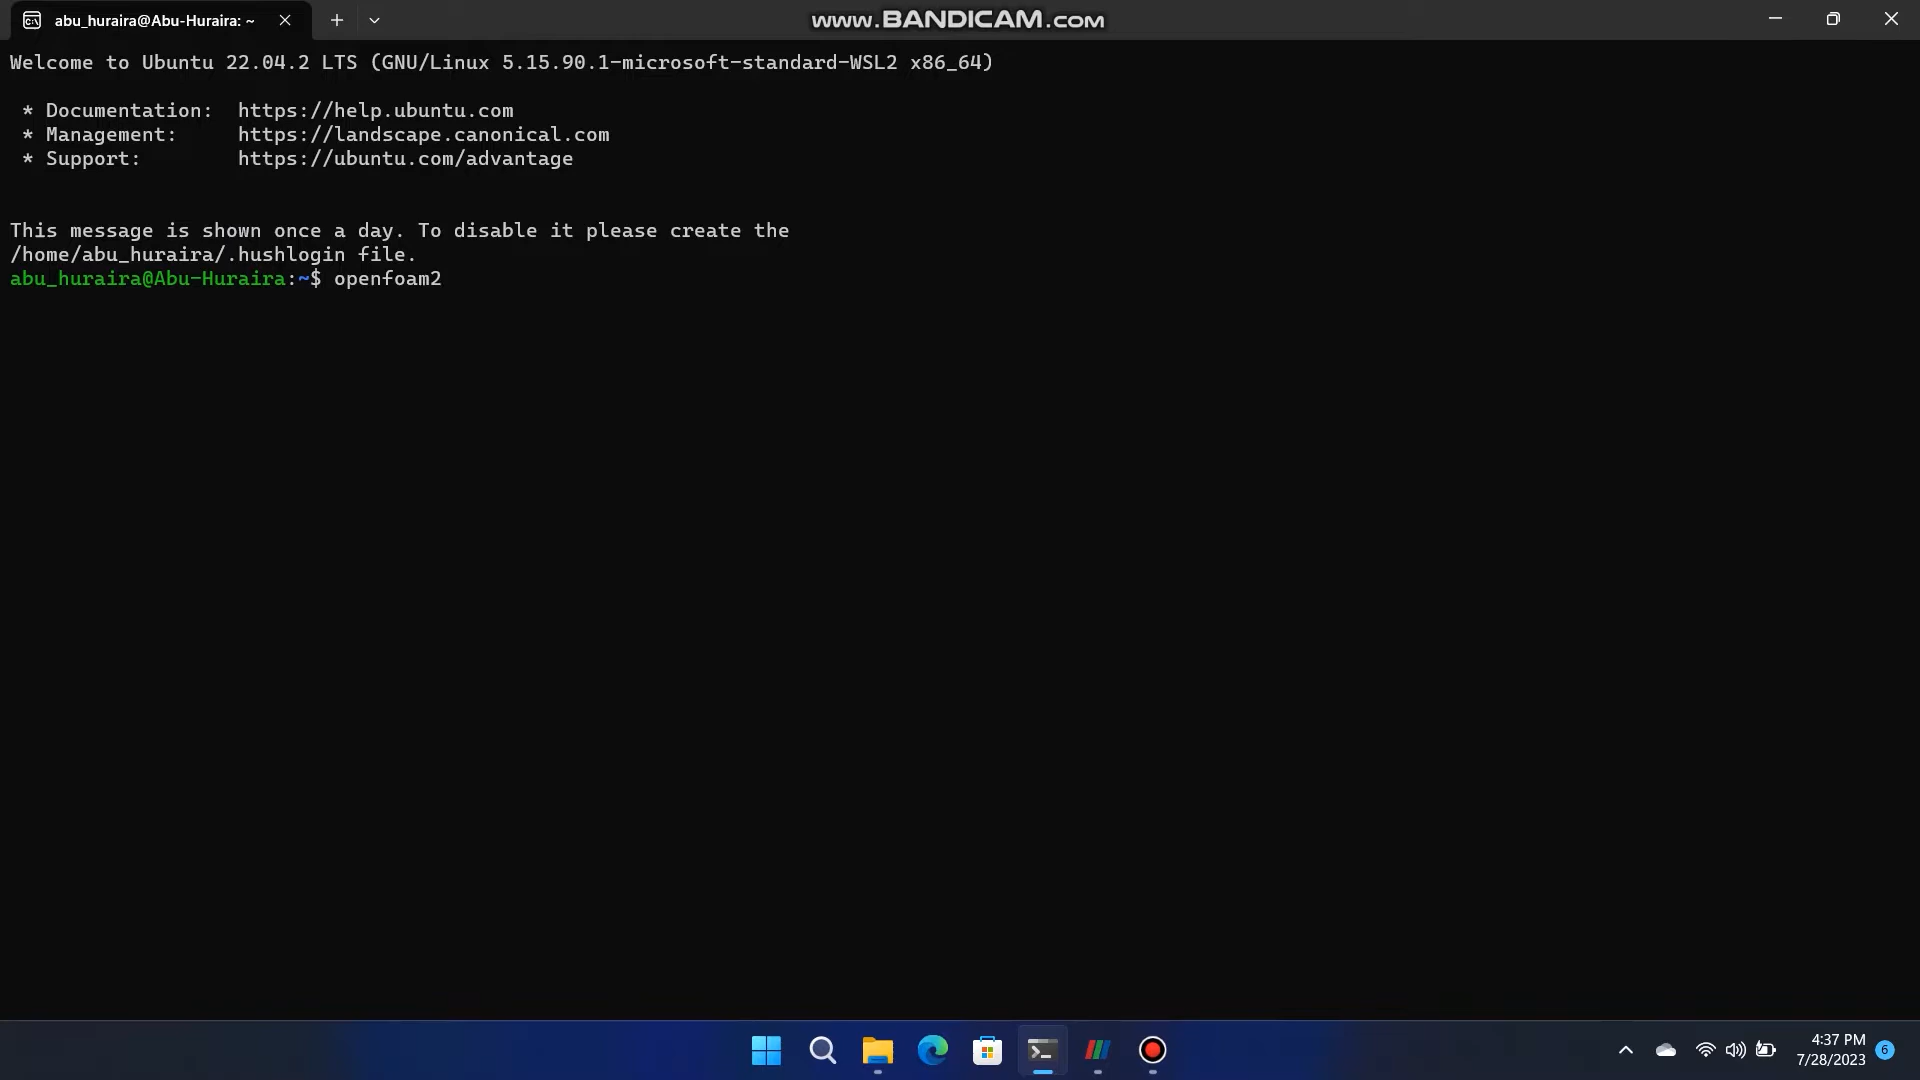 abu_huraira@Abu-Huraira: ~
www.BANDICAM.com
Welcome to Ubuntu 22.04.2 LTS (GNU/Linux 5.15.90.1-microsoft-standard-WSL2 x86_64)
* Documentation: https://help.ubuntu.com
* Management: https://landscape.canonical.com
* Support: https://ubuntu.com/advantage
This message is shown once a day. To disable it please create the
/home/abu_huraira/.hushlogin file.
abu_huraira@Abu-Huraira:~$ openfoam2
4:37 PM
7/28/2023
6